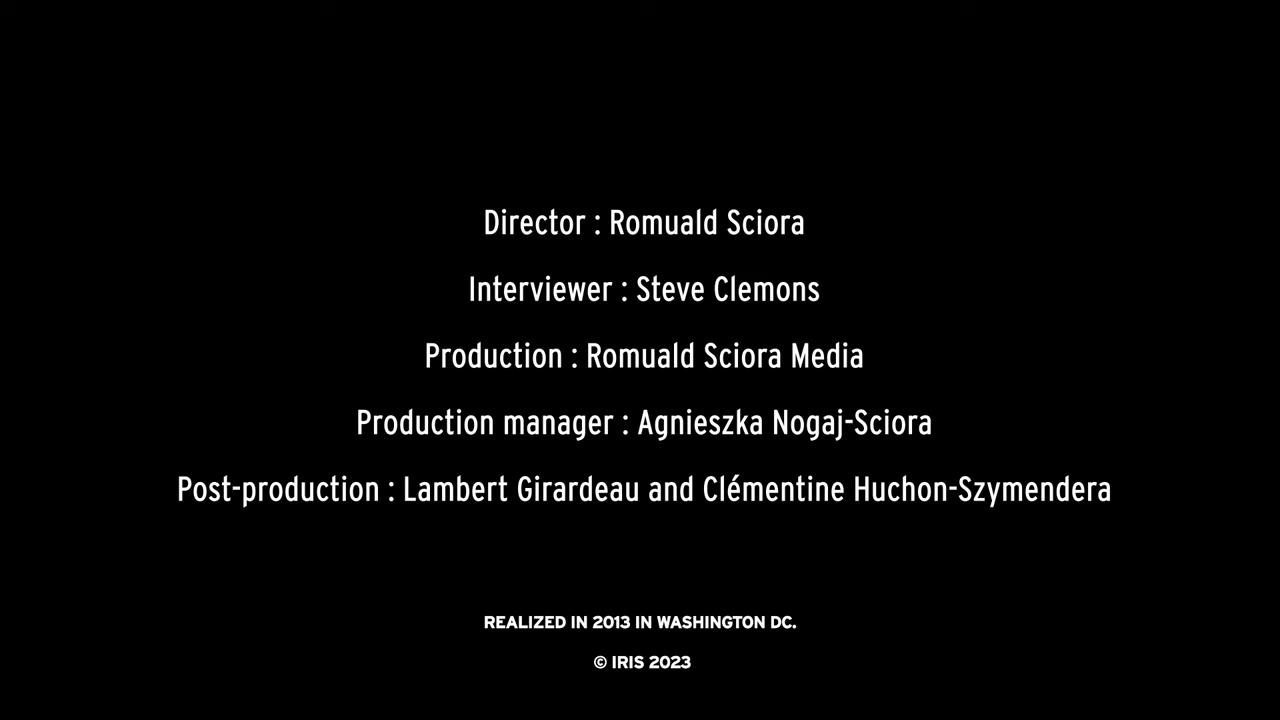 Director : Romuald Sciora
Interviewer : Steve Clemons
Production : Romuald Sciora Media
Production manager : Agnieszka Nogaj-Sciora
Post-production : Lambert Girardeau and Clémentine Huchon-Szymendera
REALIZED IN 2013 IN WASHINGTON DC.
© IRIS 2023